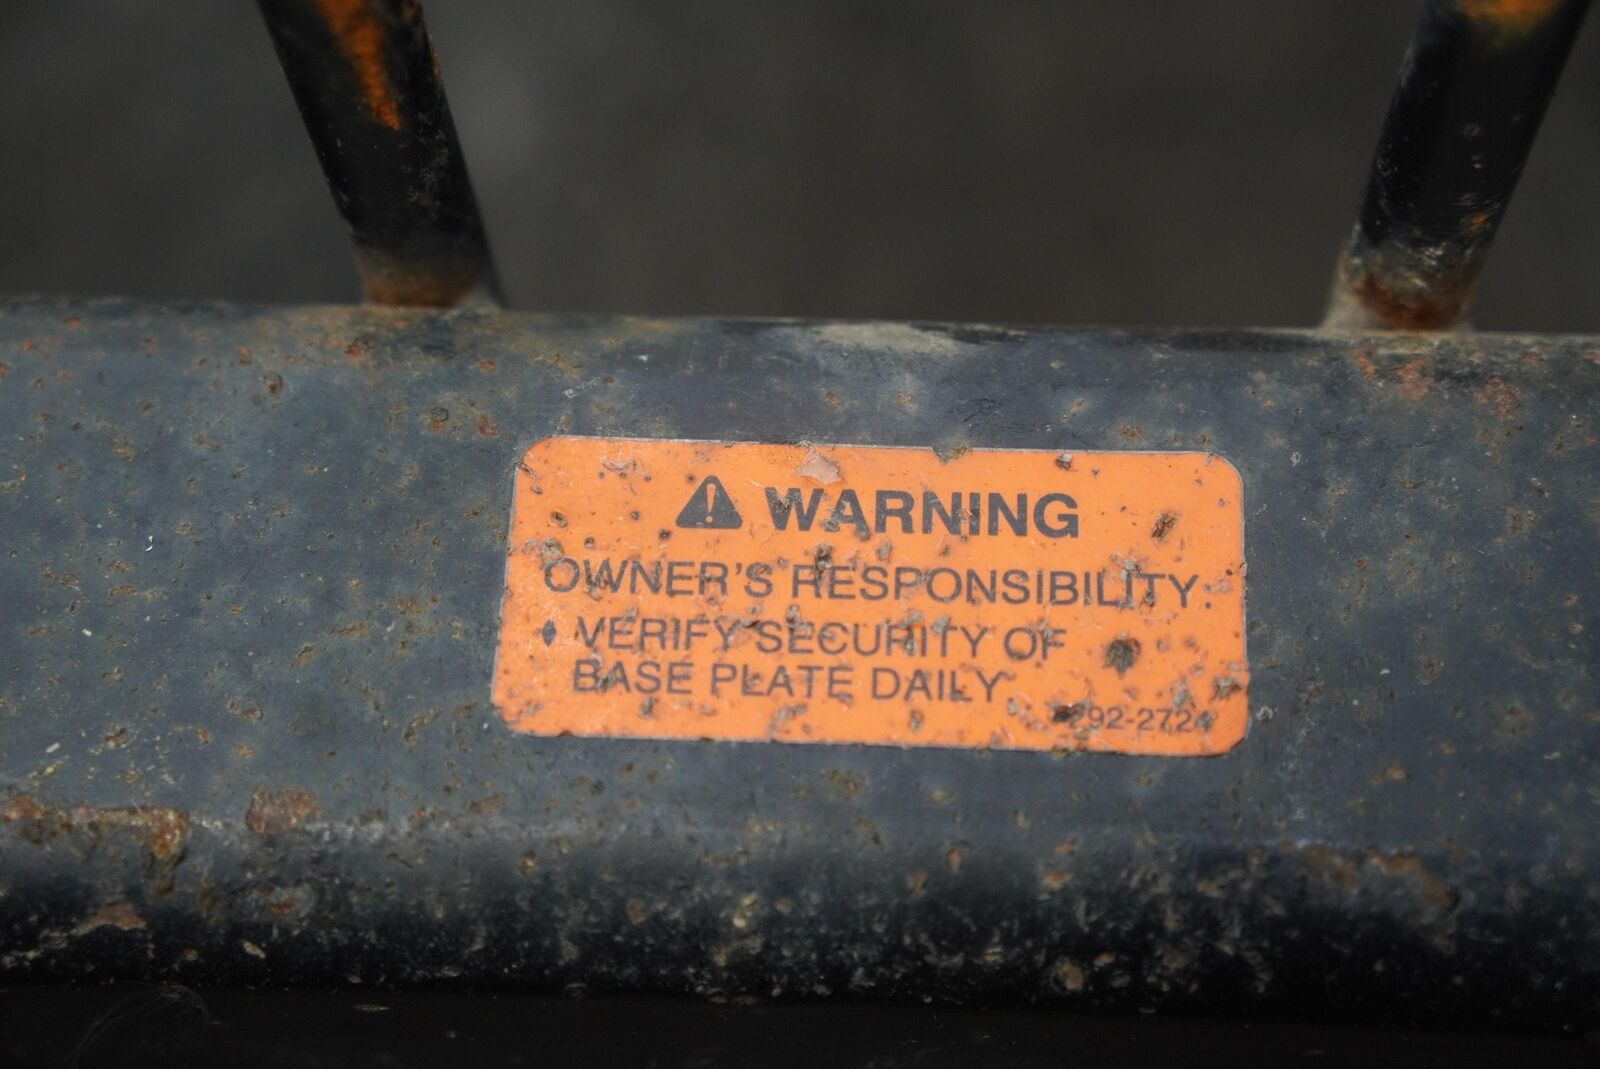 WARNING
OWNER'S RESPONSIBILITY:
♦ VERIFY SECURITY OF
BASE PLATE DAILY